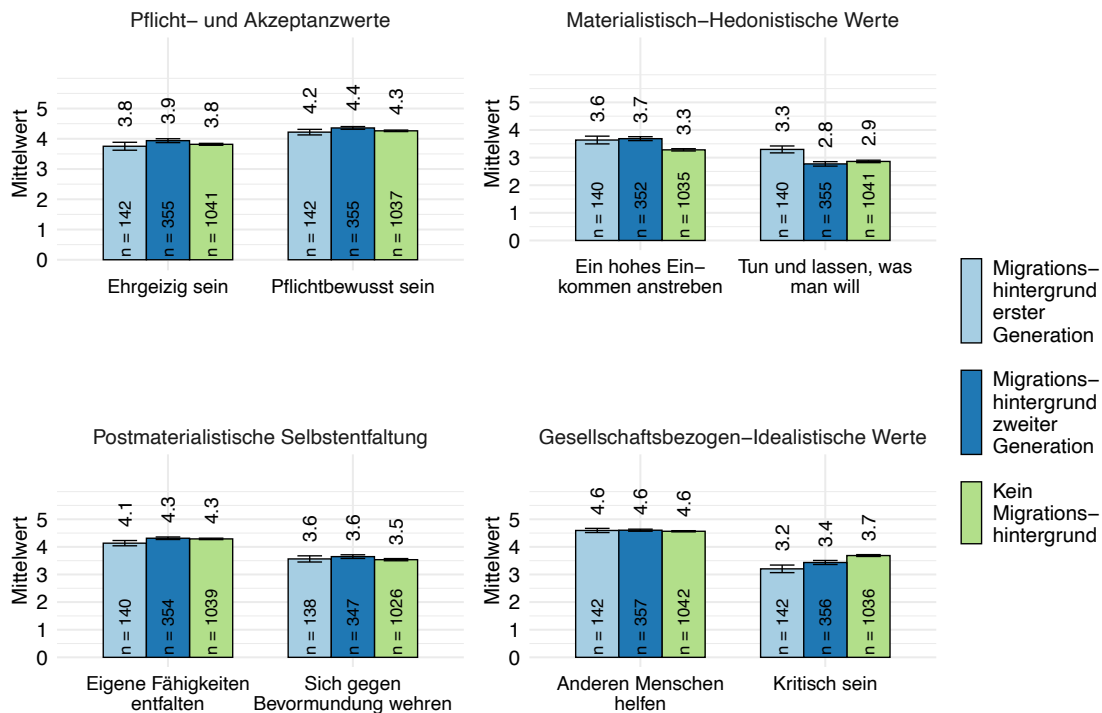 Pflicht− und Akzeptanzwerte
Mittelwert
5
4
3
2
1
0
3.8
3.9
3.8
4.2
4.4
4.3
n = 142
n = 355
n = 1041
n = 142
n = 355
n = 1037
Ehrgeizig sein
Pflichtbewusst sein
Materialistisch−Hedonistische Werte
Mittelwert
5
4
3
2
1
0
3.6
3.7
3.3
3.3
2.8
2.9
n = 140
n = 352
n = 1035
n = 140
n = 355
n = 1041
Ein hohes Ein−
kommen anstreben
Tun und lassen, was
man will
Postmaterialistische Selbstentfaltung
Mittelwert
5
4
3
2
1
0
4.1
4.3
4.3
3.6
3.6
3.5
n = 140
n = 354
n = 1039
n = 138
n = 347
n = 1026
Eigene Fähigkeiten
entfalten
Sich gegen
Bevormundung wehren
Gesellschaftsbezogen−Idealistische Werte
Mittelwert
5
4
3
2
1
0
4.6
4.6
4.6
3.2
3.4
3.7
n = 142
n = 357
n = 1042
n = 142
n = 356
n = 1036
Anderen Menschen
helfen
Kritisch sein
Migrations−
hintergrund
erster
Generation
Migrations−
hintergrund
zweiter
Generation
Kein
Migrations−
hintergrund